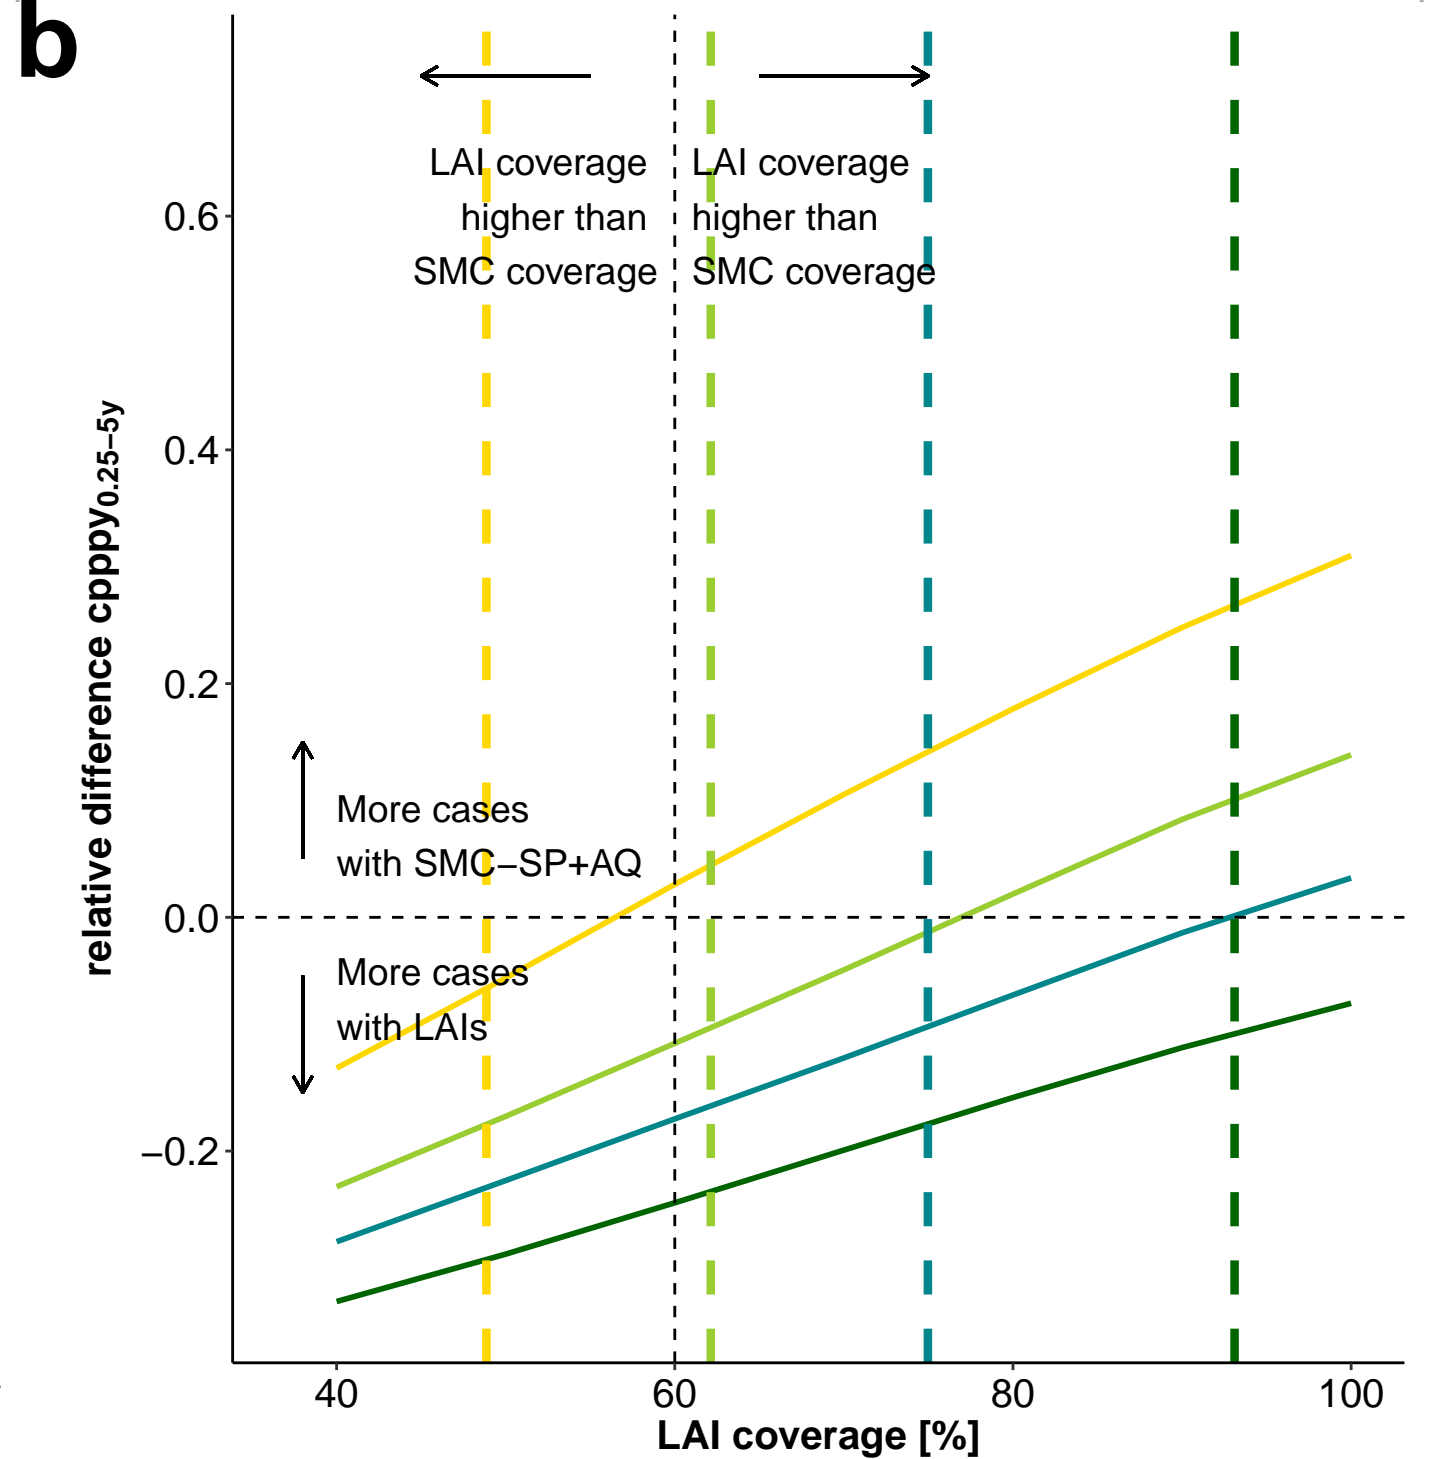 b
LAI coverage
higher than
SMC coverage
LAI coverage
higher than
SMC coverage
0.6
0.4
0.2
0.0
−0.2
relative difference cpppy0.25−5y
More cases
with SMC−SP+AQ
More cases
with LAIs
40 60 80 100
LAI coverage [%]